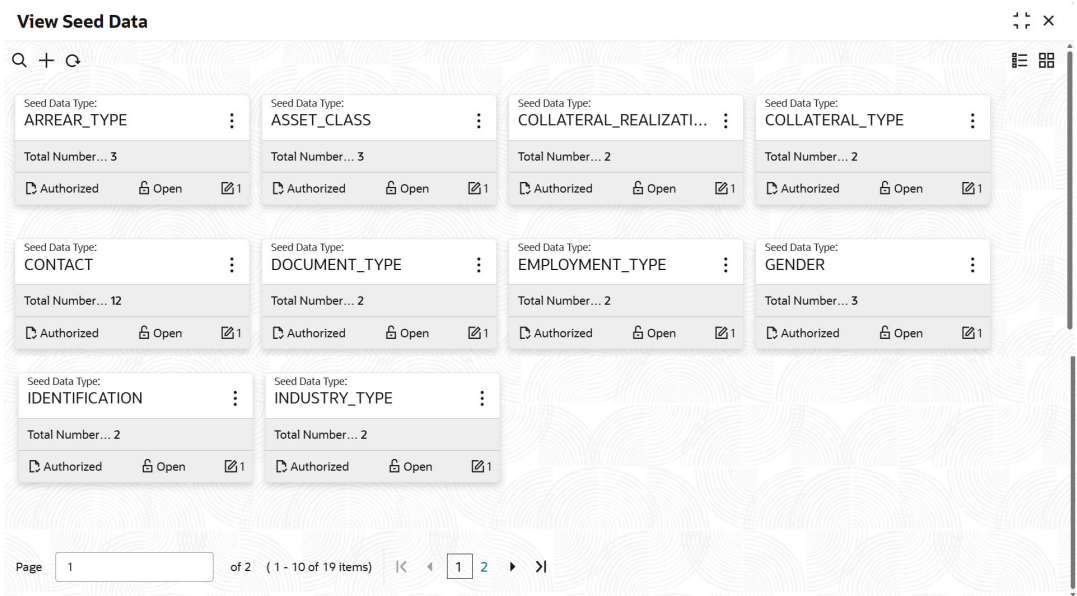 View Seed Data
Seed Data Type: Seed Data Type: Seed Data Type: Seed Data Type:
ARREAR_TYPE ASSET_CLASS COLLATERAL_REALIZATI... COLLATERAL_TYPE
Total Number... 3 Total Number... 3 Total Number... 2 Total Number... 2
Authorized Open 1 Authorized Open 1 Authorized Open 1 Authorized Open 1
Seed Data Type: Seed Data Type: Seed Data Type: Seed Data Type:
CONTACT DOCUMENT_TYPE EMPLOYMENT_TYPE GENDER
Total Number... 12 Total Number... 2 Total Number... 2 Total Number... 3
Authorized Open 1 Authorized Open 1 Authorized Open 1 Authorized Open 1
Seed Data Type: Seed Data Type:
IDENTIFICATION INDUSTRY_TYPE
Total Number... 2 Total Number... 2
Authorized Open 1 Authorized Open 1
Page 1 of 2 ( 1 - 10 of 19 items) 1 2